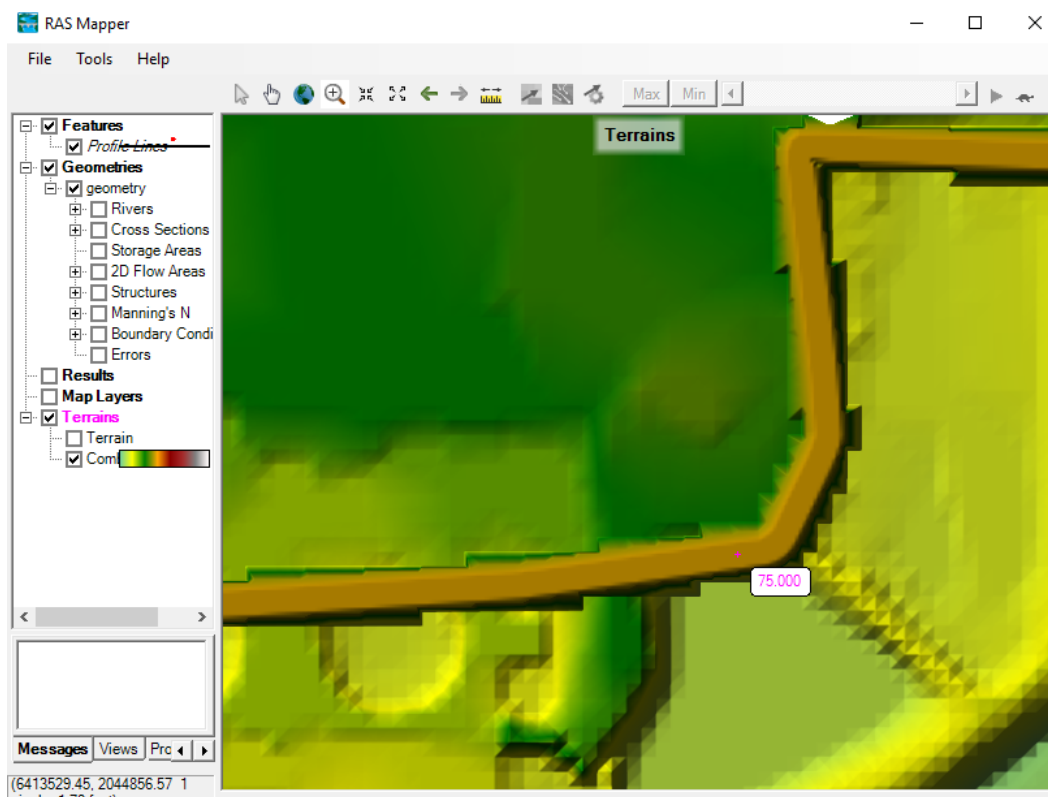 RAS Mapper
File Tools Help
Max Min
Features
Profile Lines
Geometries
geometry
Rivers
Cross Sections
Storage Areas
2D Flow Areas
Structures
Manning's N
Boundary Condi
Errors
Results
Map Layers
Terrains
Terrain
Coml
Terrains
75.000
Messages Views Pro
(6413529.45, 2044856.57 1